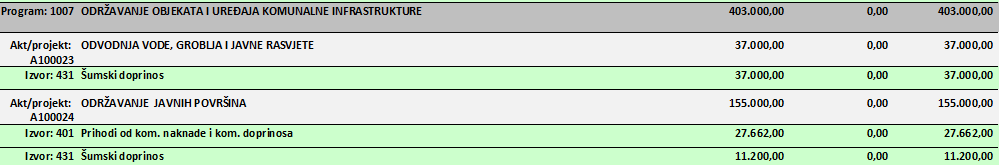 Program: 1007 ODRŽAVANJE OBJEKATA I UREĐAJA KOMUNALNE INFRASTRUKTURE 403.000,00 0,00 403.000,00
Akt/projekt: ODVODNJA VODE, GROBLJA I JAVNE RASVJETE 37.000,00 0,00 37.000,00
A100023
Izvor: 431 Šumski doprinos 37.000,00 0,00 37.000,00
Akt/projekt: ODRŽAVANJE JAVNIH POVRŠINA 155.000,00 0,00 155.000,00
A100024
Izvor: 401 Prihodi od kom. naknade i kom. doprinosa 27.662,00 0,00 27.662,00
Izvor: 431 Šumski doprinos 11.200,00 0,00 11.200,00